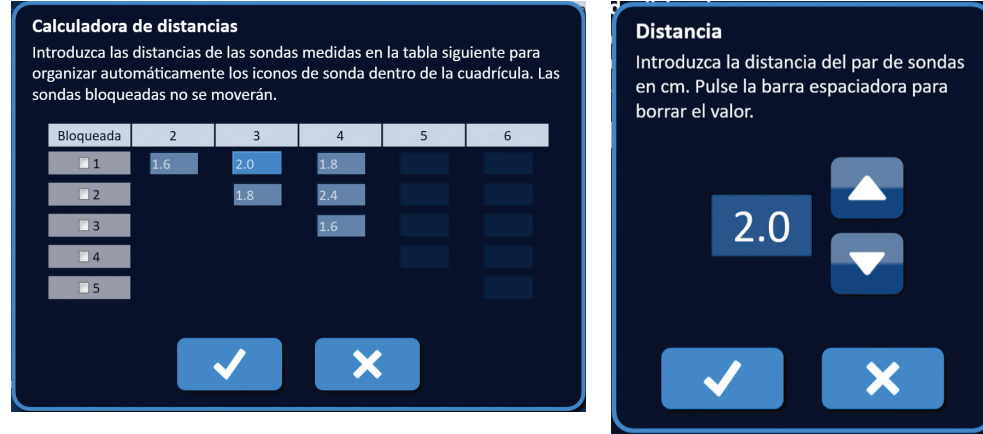 Calculadora de distancias
Introduzca las distancias de las sondas medidas en la tabla siguiente para
organizar automáticamente los iconos de sonda dentro de la cuadrícula. Las
sondas bloqueadas no se moverán.
Bloqueada 2 3 4 5 6
1 1.6 2.0 1.8
2 1.8 2.4
3 1.6
4
5
Distancia
Introduzca la distancia del par de sondas
en cm. Pulse la barra espaciadora para
borrar el valor.
2.0